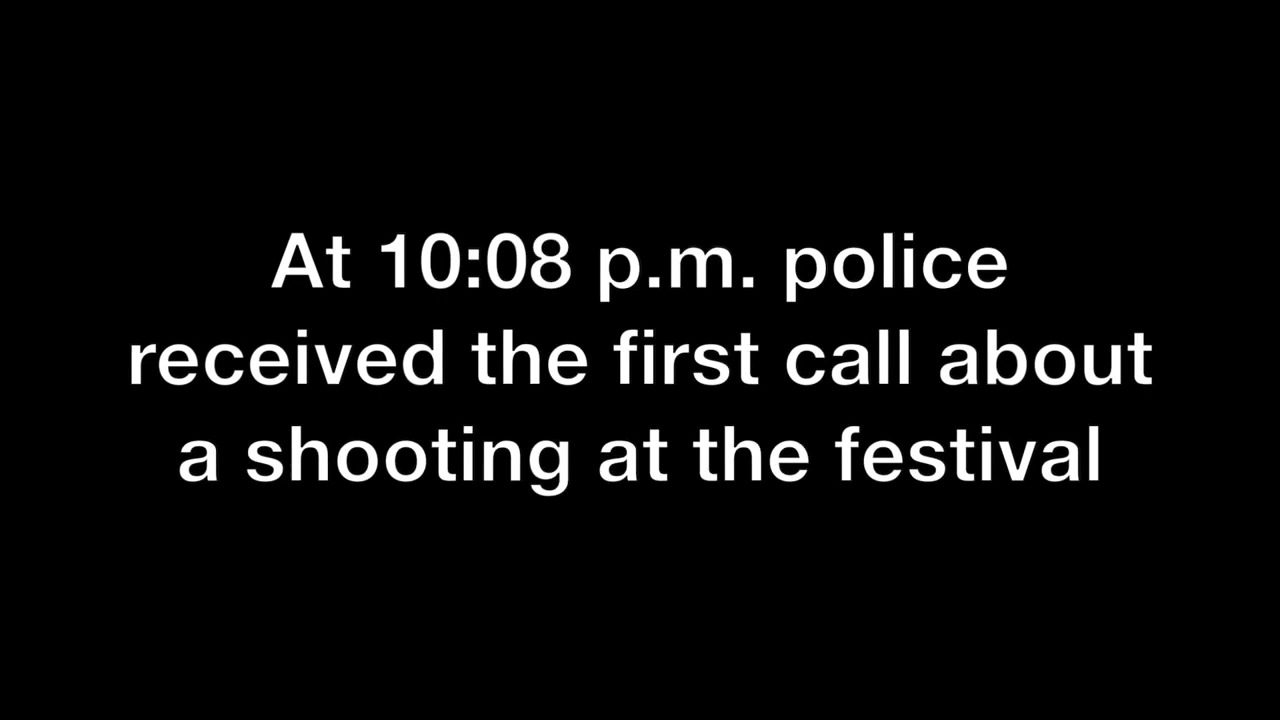 At 10:08 p.m. police
received the first call about
a shooting at the festival